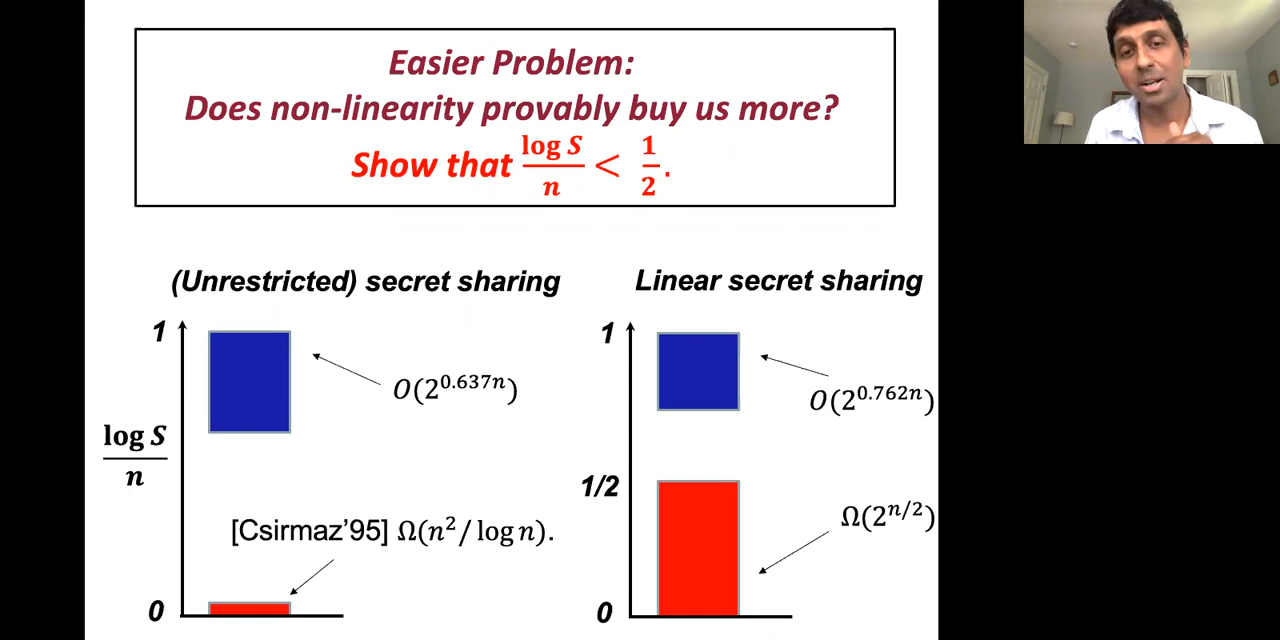 Easier Problem:
Does non-linearity provably buy us more?
Show that log S / n < 1/2.
(Unrestricted) secret sharing
1
O(2^{0.637n})
log S / n
[Csirmaz'95] Ω(n²/ log n).
0
Linear secret sharing
1
O(2^{0.762n})
1/2
Ω(2^{n/2})
0